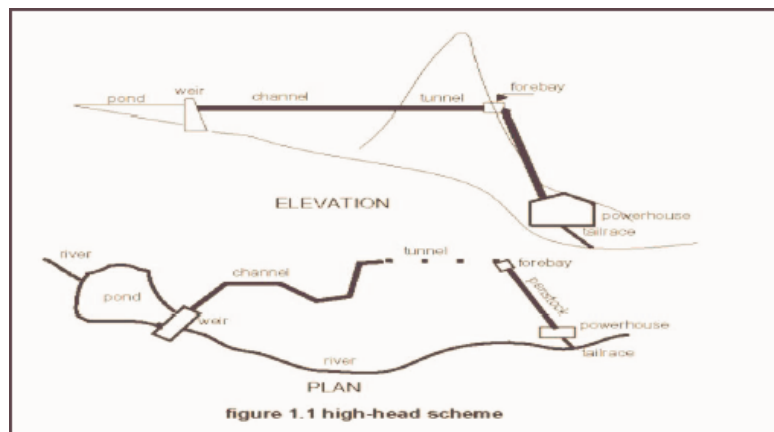 weir
forebay
pond
channel
tunnel
ELEVATION
powerhouse
tailrace
river
tunnel
channel
forebay
pond
penstock
weir
powerhouse
tailrace
river
PLAN
figure 1.1 high-head scheme